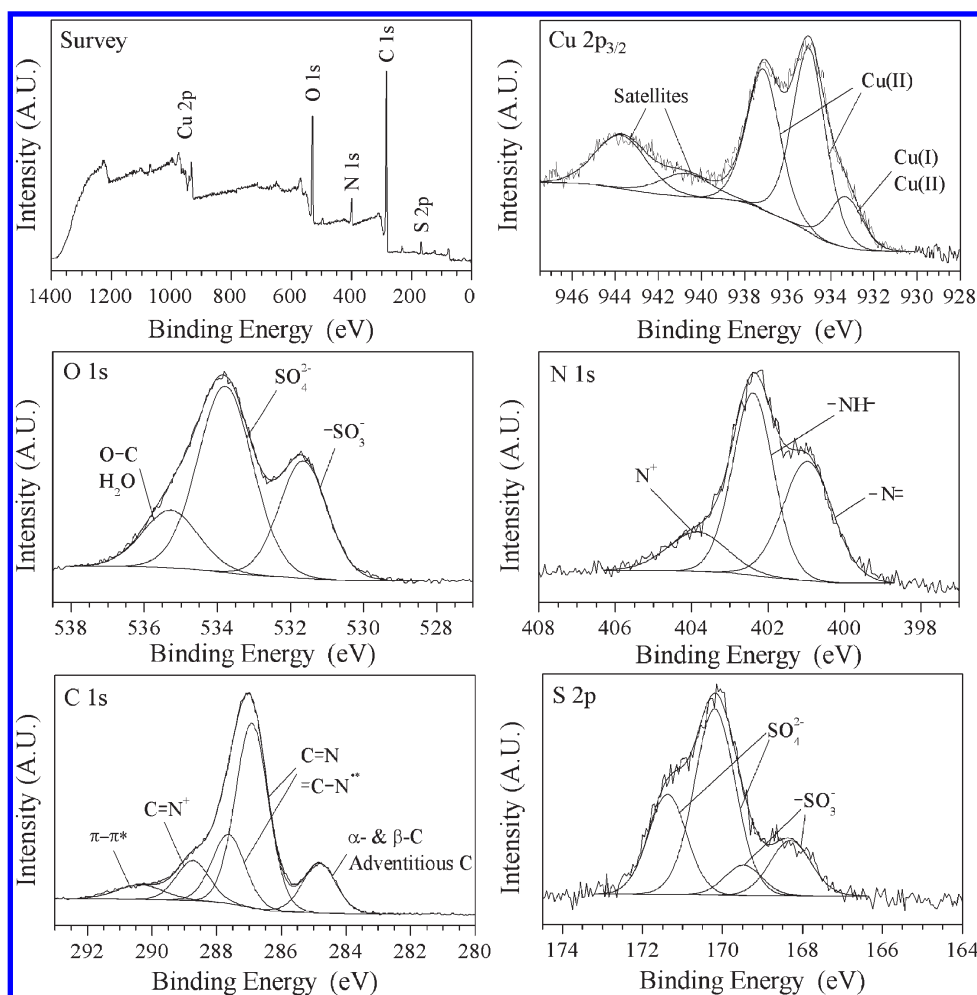 Survey
Cu 2p
O 1s
N 1s
C 1s
S 2p
Intensity (A.U.)
1400 1200 1000 800 600 400 200 0
Binding Energy (eV)
Cu 2p3/2
Satellites
Cu(II)
Cu(I)
Cu(II)
Intensity (A.U.)
946 944 942 940 938 936 934 932 930 928
Binding Energy (eV)
O 1s
SO₄²⁻
−SO₃⁻
O−C
H₂O
Intensity (A.U.)
538 536 534 532 530 528
Binding Energy (eV)
N 1s
−NH−
N⁺
−N=
Intensity (A.U.)
408 406 404 402 400 398
Binding Energy (eV)
C 1s
C=N
=C−N••
C=N⁺
π−π*
α- & β-C
Adventitious C
Intensity (A.U.)
292 290 288 286 284 282 280
Binding Energy (eV)
S 2p
SO₄²⁻
−SO₃⁻
Intensity (A.U.)
174 172 170 168 166 164
Binding Energy (eV)